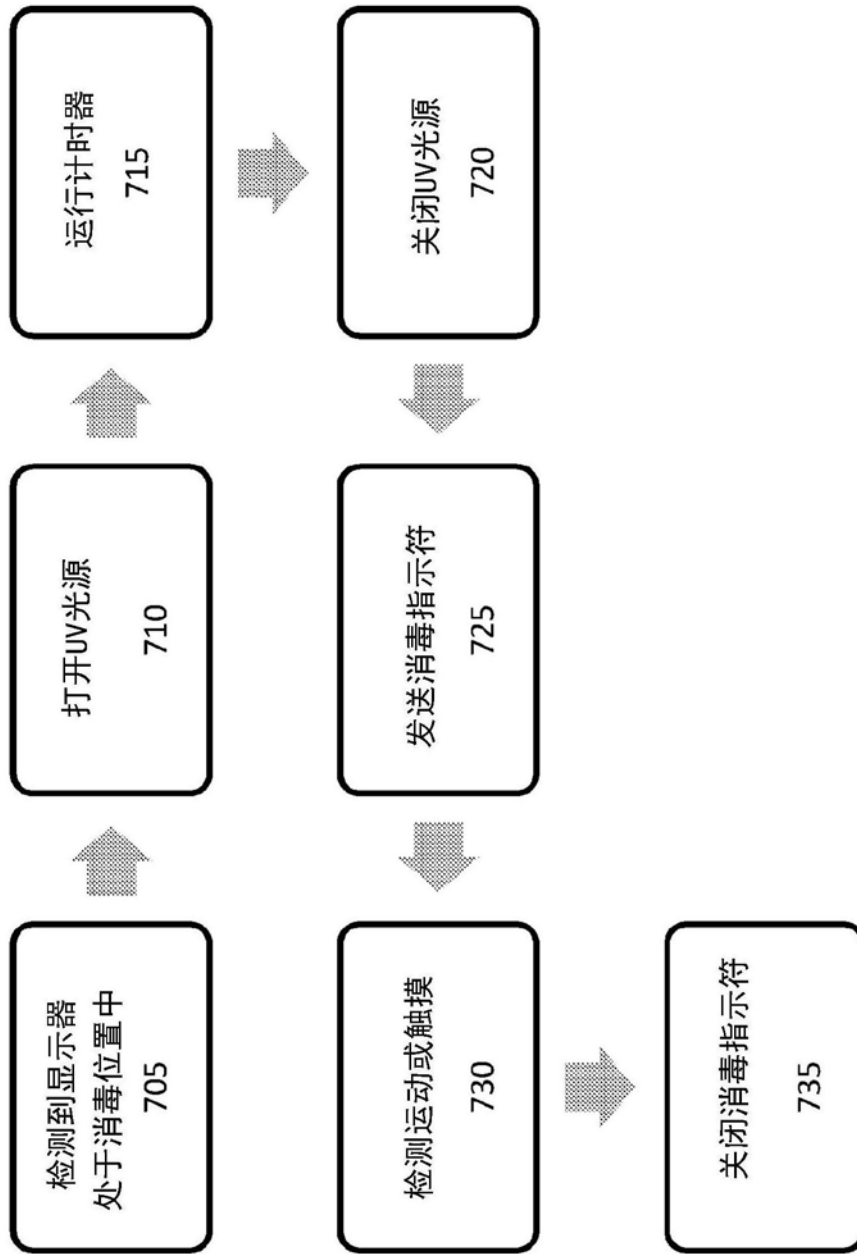 检测到显示器
处于消毒位置中
705
打开UV光源
710
运行计时器
715
关闭UV光源
720
发送消毒指示符
725
检测运动或触摸
730
关闭消毒指示符
735